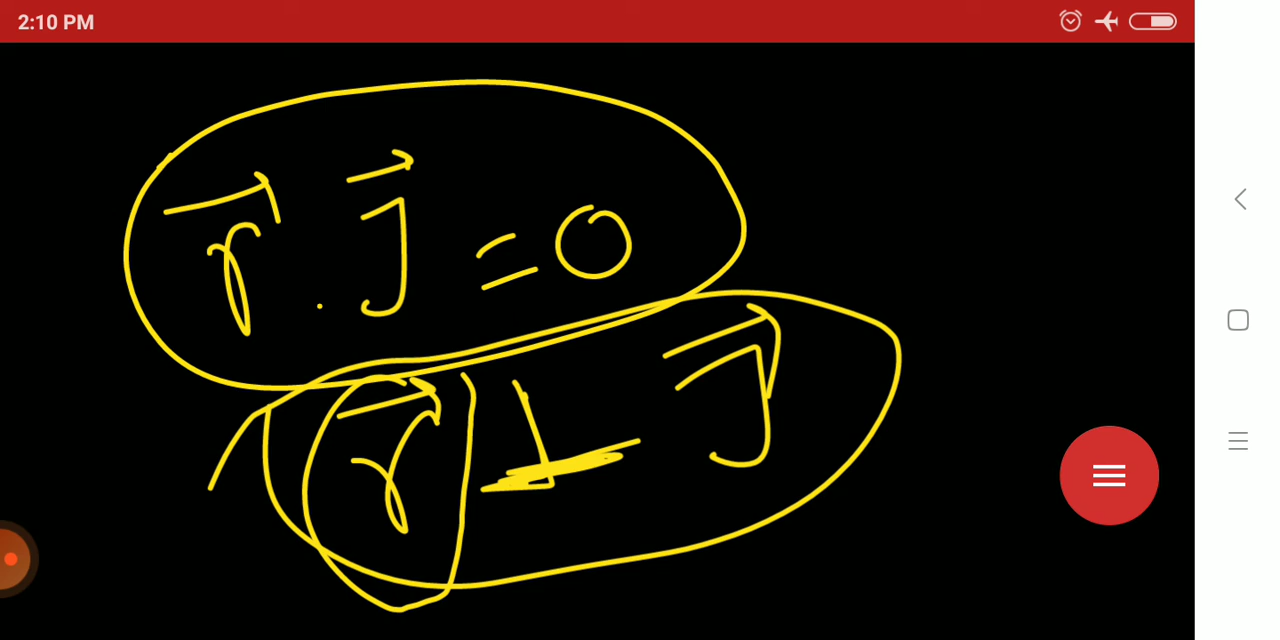 2:10 PM
r⃗ . J⃗ = 0
r⃗ ⊥ J⃗